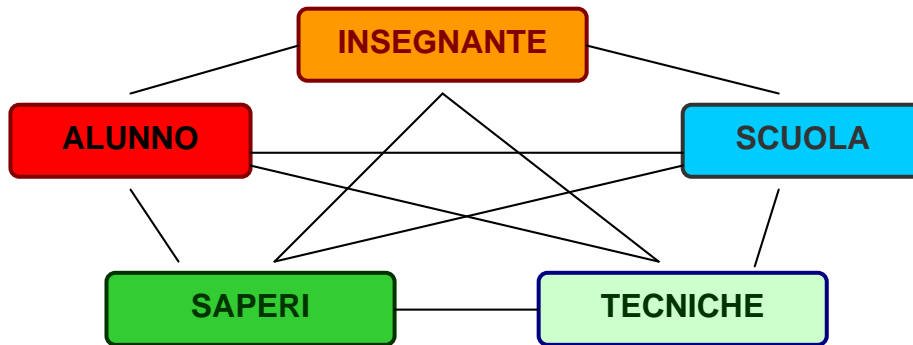 INSEGNANTE
ALUNNO
SCUOLA
SAPERI
TECNICHE